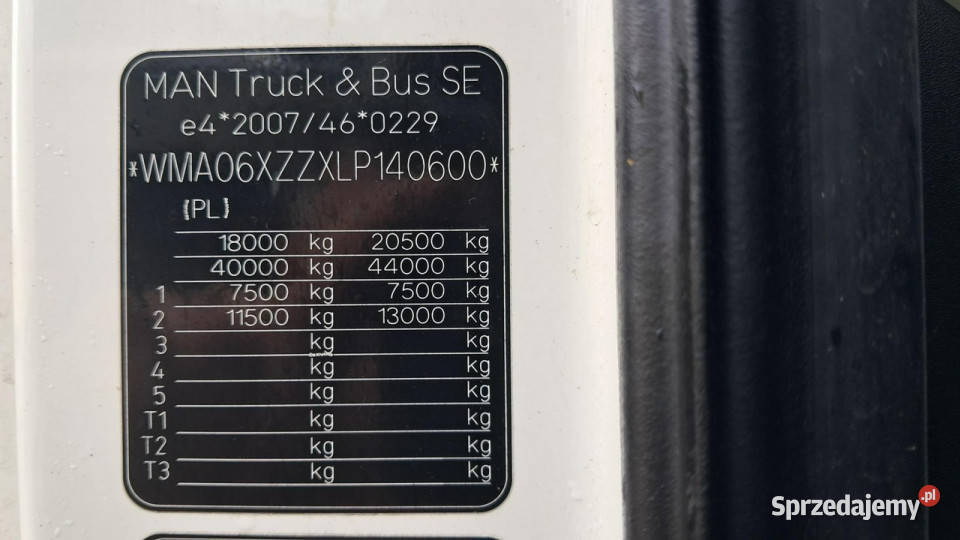 MAN Truck & Bus SE
e4*2007/46*0229
*WMA06XZZXLP140600*
(PL)
18000 kg 20500 kg
40000 kg 44000 kg
1 7500 kg 7500 kg
2 11500 kg 13000 kg
3 kg kg
4 kg kg
5 kg kg
T1 kg kg
T2 kg kg
T3 kg kg
Sprzedajemy.pl